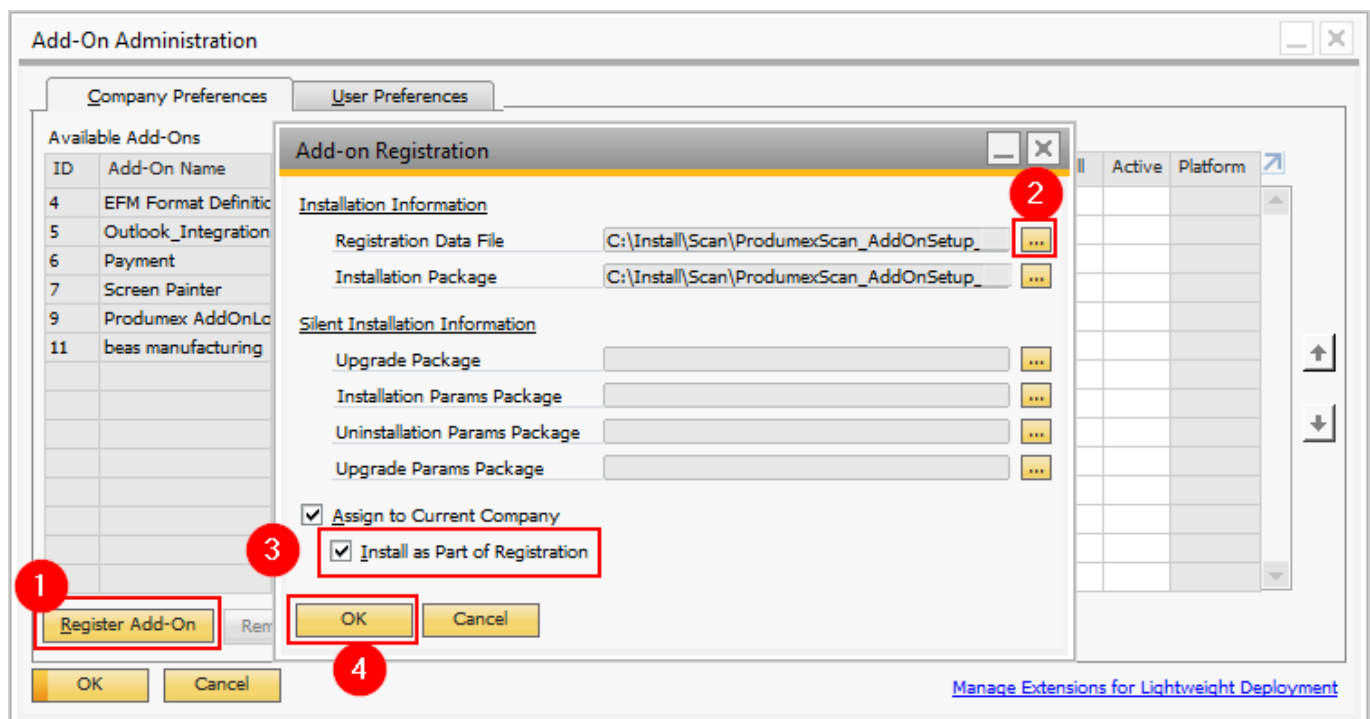 Add-On Administration
Company Preferences
User Preferences
Available Add-Ons
ID Add-On Name
Active Platform
4 EFM Format Definitic
5 Outlook_Integration
6 Payment
7 Screen Painter
9 Produmex AddOnLo
11 beas manufacturing
Add-on Registration
2
Installation Information
Registration Data File C:\Install\Scan\ProdumexScan_AddOnSetup_ ...
Installation Package C:\Install\Scan\ProdumexScan_AddOnSetup_ ...
Silent Installation Information
Upgrade Package ...
Installation Params Package ...
Uninstallation Params Package ...
Upgrade Params Package ...
Assign to Current Company
3 Install as Part of Registration
OK Cancel
4
1
Register Add-On Rem
OK Cancel
Manage Extensions for Lightweight Deployment